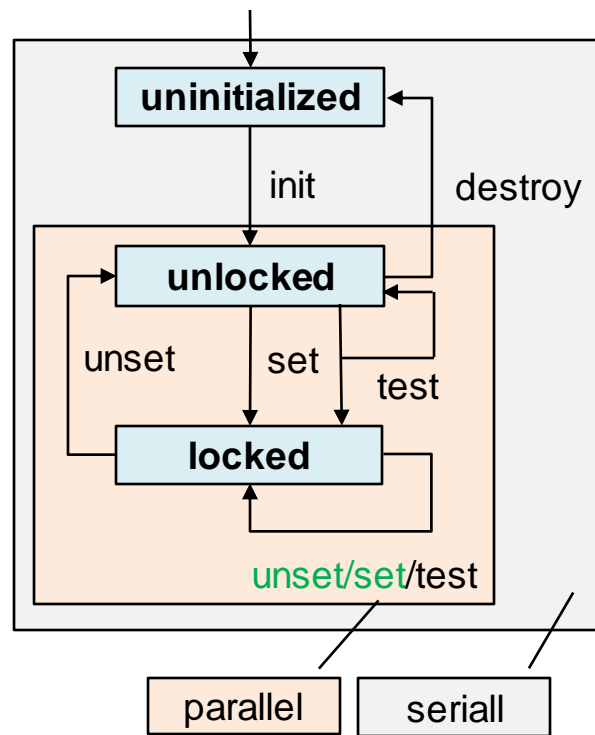 uninitialized
init
destroy
unlocked
unset
set
test
locked
unset/set/test
parallel
seriall